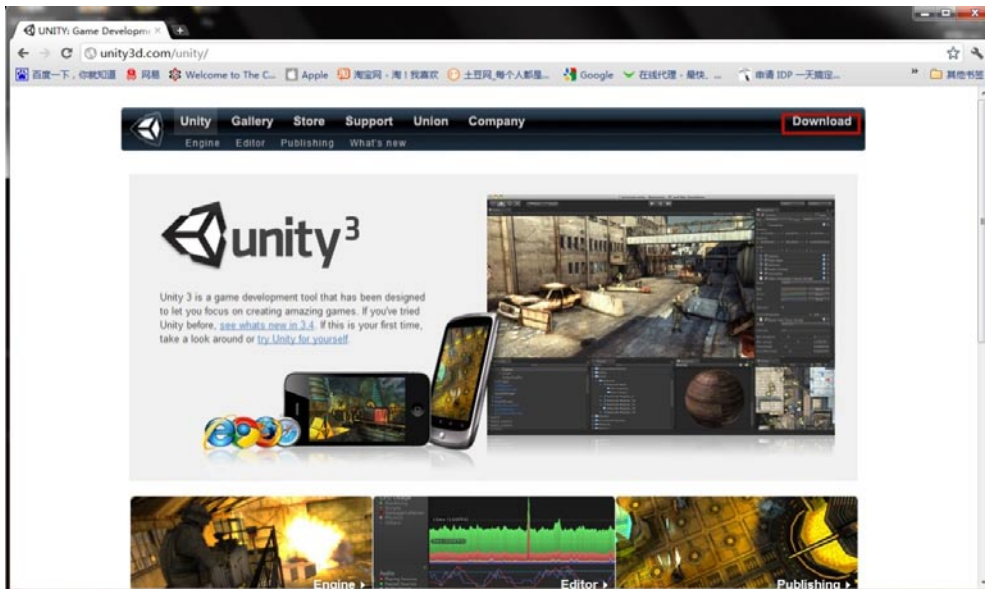 UNITY: Game Developm
unity3d.com/unity/
百度一下，你就知道 网易 Welcome to The C... Apple 淘宝网 - 淘！我喜欢 土豆网_每个人都是... Google 在线代理 - 最快、... 申请 IDP 一天搞定... » 其他书签
Unity Gallery Store Support Union Company Download
Engine Editor Publishing What's new
unity3
Unity 3 is a game development tool that has been designed
to let you focus on creating amazing games. If you've tried
Unity before, see whats new in 3.4. If this is your first time,
take a look around or try Unity for yourself.
Engine Editor Publishing